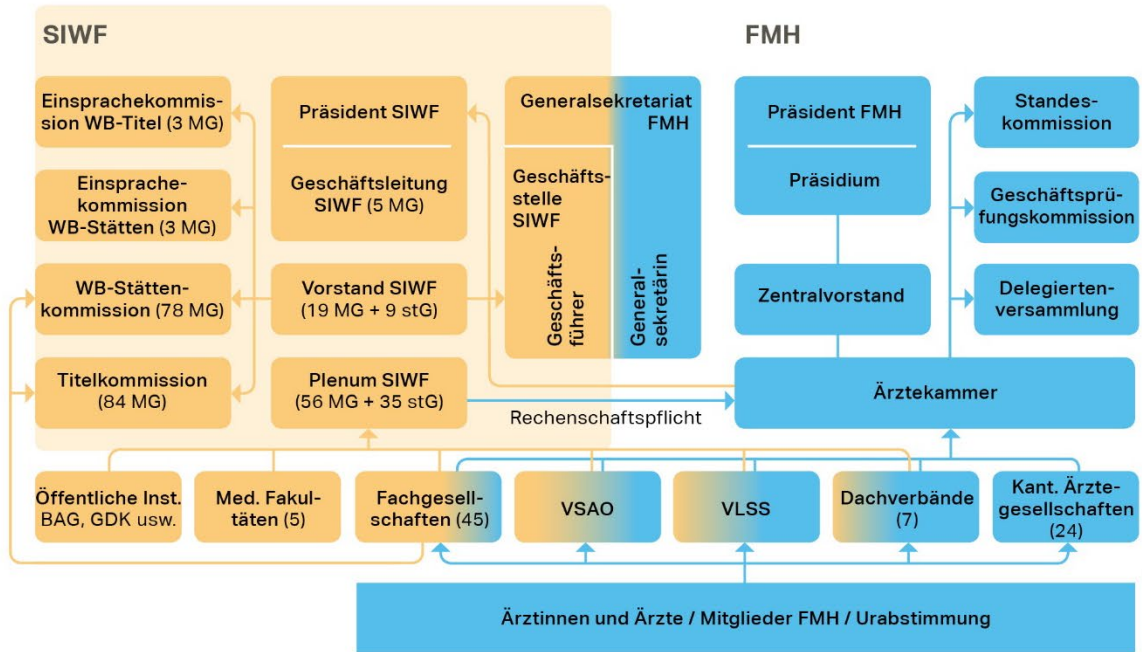 SIWF
FMH
Einsprachekommis-
sion WB-Titel (3 MG)
Einsprache-
kommission
WB-Stätten (3 MG)
WB-Stätten-
kommission (78 MG)
Titelkommission
(84 MG)
Präsident SIWF
Geschäftsleitung
SIWF (5 MG)
Vorstand SIWF
(19 MG + 9 stG)
Plenum SIWF
(56 MG + 35 stG)
Generalsekretariat
FMH
Geschäfts-
stelle
SIWF
Geschäfts-
führer
General-
sekretärin
Präsident FMH
Präsidium
Zentralvorstand
Ärztekammer
Standes-
kommission
Geschäftsprü-
fungskommission
Delegierten-
versammlung
Rechenschaftspflicht
Öffentliche Inst.
BAG, GDK usw.
Med. Fakul-
täten (5)
Fachgesell-
schaften (45)
VSAO
VLSS
Dachverbände
(7)
Kant. Ärzte-
gesellschaften
(24)
Ärztinnen und Ärzte / Mitglieder FMH / Urabstimmung